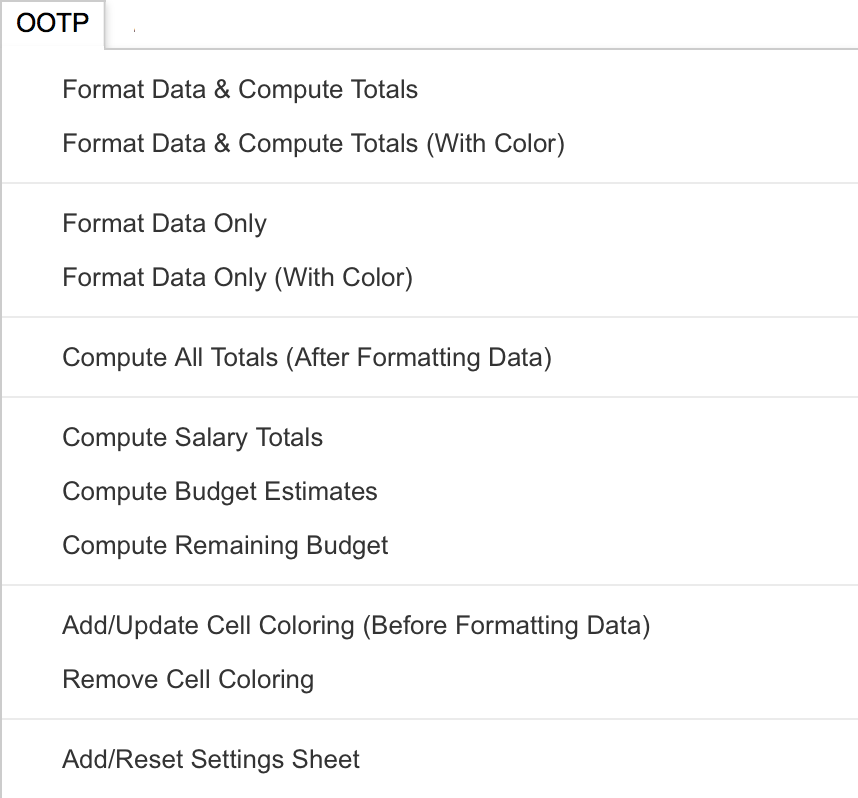 OOTP
Format Data & Compute Totals
Format Data & Compute Totals (With Color)
Format Data Only
Format Data Only (With Color)
Compute All Totals (After Formatting Data)
Compute Salary Totals
Compute Budget Estimates
Compute Remaining Budget
Add/Update Cell Coloring (Before Formatting Data)
Remove Cell Coloring
Add/Reset Settings Sheet